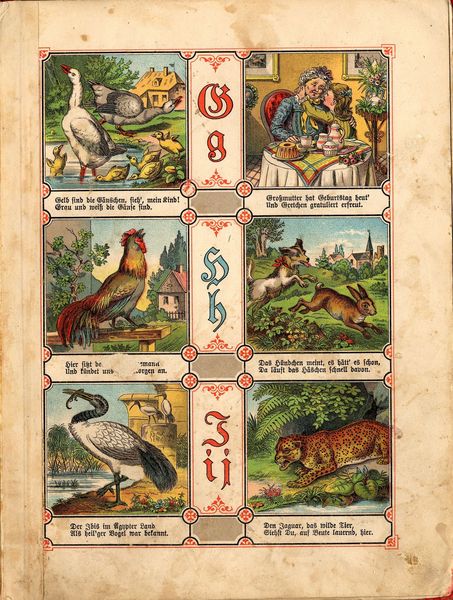 G
g
Gelb sind die Gänschen, sieh', mein Kind!
Grau und weiß die Gänse sind.
Großmutter hat Geburtstag heut'
Und Gretchen gratuliert erfreut.
H
h
Hier sitzt
Und kündet uns an.
Das Hündchen meint, es hätt' es schon,
Da läuft das Häschen schnell davon.
I
i j
Der Ibis im Ägypter Land
Als heil'ger Vogel war bekannt.
Den Jaguar, das wilde Tier,
Siehst Du, auf Beute lauernd, hier.